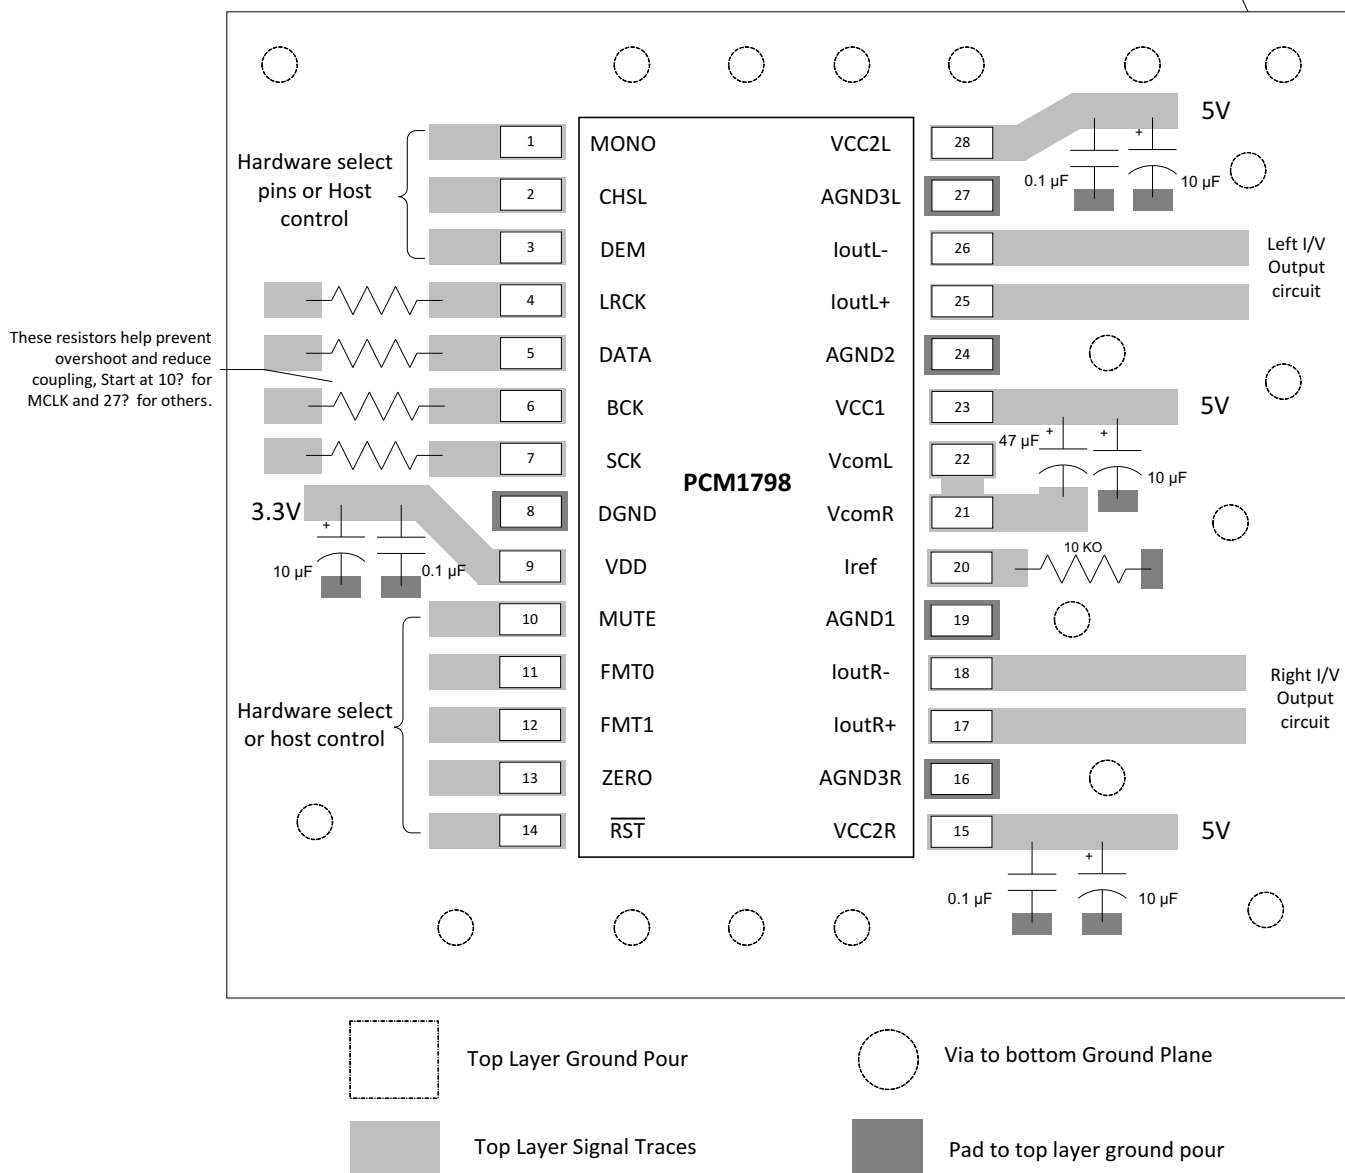 5V
1 MONO VCC2L 28
Hardware select
pins or Host
control
0.1 µF
+
10 µF
2 CHSL AGND3L 27
3 DEM IoutL- 26
Left I/V
Output
circuit
4 LRCK IoutL+ 25
These resistors help prevent
overshoot and reduce
coupling, Start at 10? for
MCLK and 27? for others.
5 DATA AGND2 24
6 BCK VCC1 23
5V
47 µF
+
+
10 µF
7 SCK VcomL 22
PCM1798
3.3V
+
10 µF
0.1 µF
8 DGND VcomR 21
9 VDD Iref 20
10 KO
10 MUTE AGND1 19
11 FMT0 IoutR- 18
Right I/V
Output
circuit
Hardware select
or host control
12 FMT1 IoutR+ 17
13 ZERO AGND3R 16
14 RST VCC2R 15
5V
0.1 µF
+
10 µF
Top Layer Ground Pour
Via to bottom Ground Plane
Top Layer Signal Traces
Pad to top layer ground pour